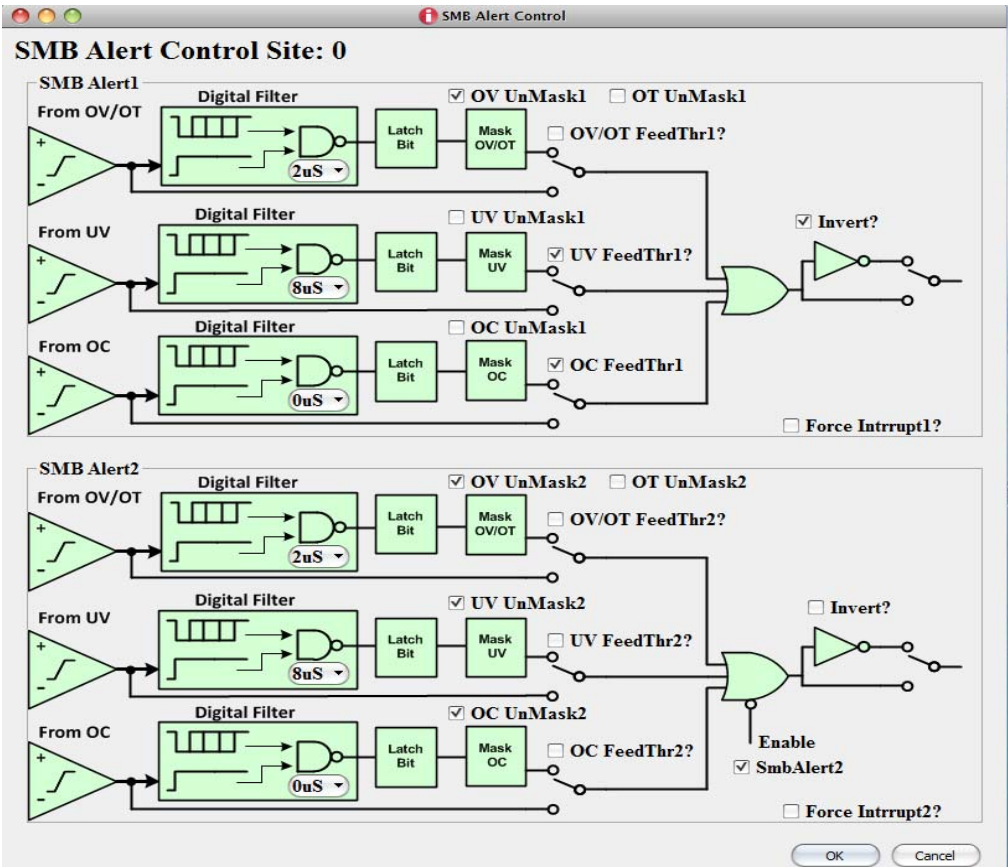 SMB Alert Control
SMB Alert Control Site: 0
SMB Alert1
From OV/OT
Digital Filter
2uS
Latch Bit
Mask OV/OT
OV UnMask1
OT UnMask1
OV/OT FeedThr1?
From UV
Digital Filter
8uS
Latch Bit
Mask UV
UV UnMask1
UV FeedThr1?
From OC
Digital Filter
0uS
Latch Bit
Mask OC
OC UnMask1
OC FeedThr1
Invert?
Force Intrrupt1?
SMB Alert2
From OV/OT
Digital Filter
2uS
Latch Bit
Mask OV/OT
OV UnMask2
OT UnMask2
OV/OT FeedThr2?
From UV
Digital Filter
8uS
Latch Bit
Mask UV
UV UnMask2
UV FeedThr2?
From OC
Digital Filter
0uS
Latch Bit
Mask OC
OC UnMask2
OC FeedThr2?
Invert?
Enable
SmbAlert2
Force Intrrupt2?
OK
Cancel